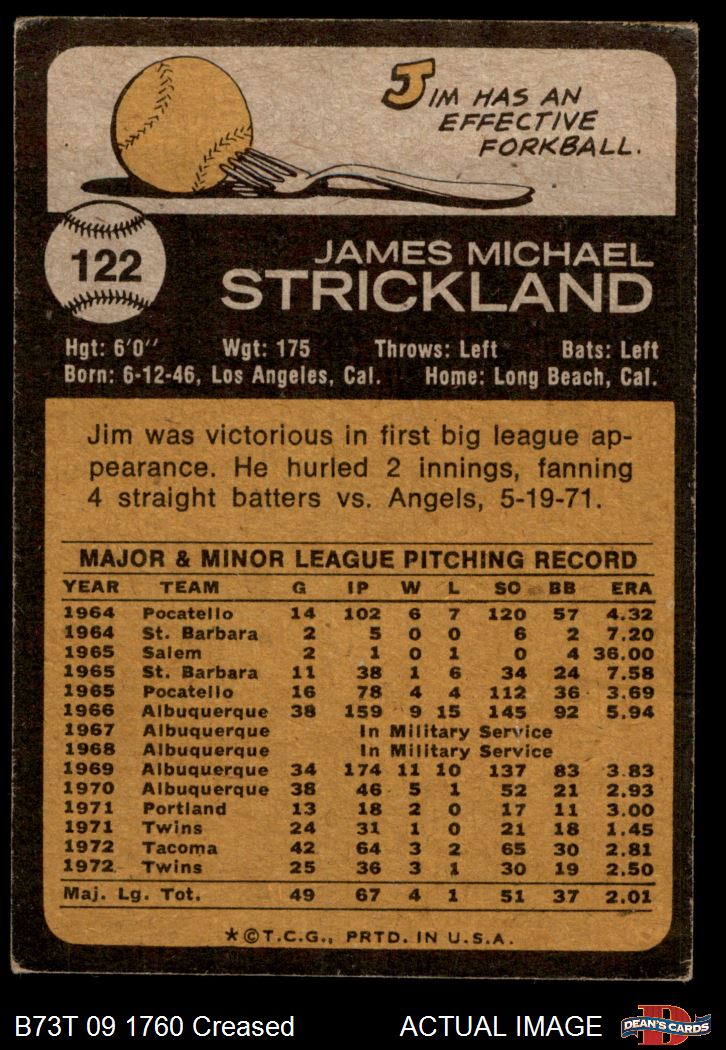 JIM HAS AN
EFFECTIVE
FORKBALL.
122
JAMES MICHAEL
STRICKLAND
Hgt: 6'0" Wgt: 175 Throws: Left Bats: Left
Born: 6-12-46, Los Angeles, Cal. Home: Long Beach, Cal.
Jim was victorious in first big league ap-
pearance. He hurled 2 innings, fanning
4 straight batters vs. Angels, 5-19-71.
MAJOR & MINOR LEAGUE PITCHING RECORD
YEAR TEAM G IP W L SO BB ERA
1964 Pocatello 14 102 6 7 120 57 4.32
1964 St. Barbara 2 5 0 0 6 2 7.20
1965 Salem 2 1 0 1 0 4 36.00
1965 St. Barbara 11 38 1 6 34 24 7.58
1965 Pocatello 16 78 4 4 112 36 3.69
1966 Albuquerque 38 159 9 15 145 92 5.94
1967 Albuquerque In Military Service
1968 Albuquerque In Military Service
1969 Albuquerque 34 174 11 10 137 83 3.83
1970 Albuquerque 38 46 5 1 52 21 2.93
1971 Portland 13 18 2 0 17 11 3.00
1971 Twins 24 31 1 0 21 18 1.45
1972 Tacoma 42 64 3 2 65 30 2.81
1972 Twins 25 36 3 1 30 19 2.50
Maj. Lg. Tot. 49 67 4 1 51 37 2.01
*©T.C.G., PRTD. IN U.S.A.
B73T 09 1760 Creased ACTUAL IMAGE
D
DEAN'S CARDS